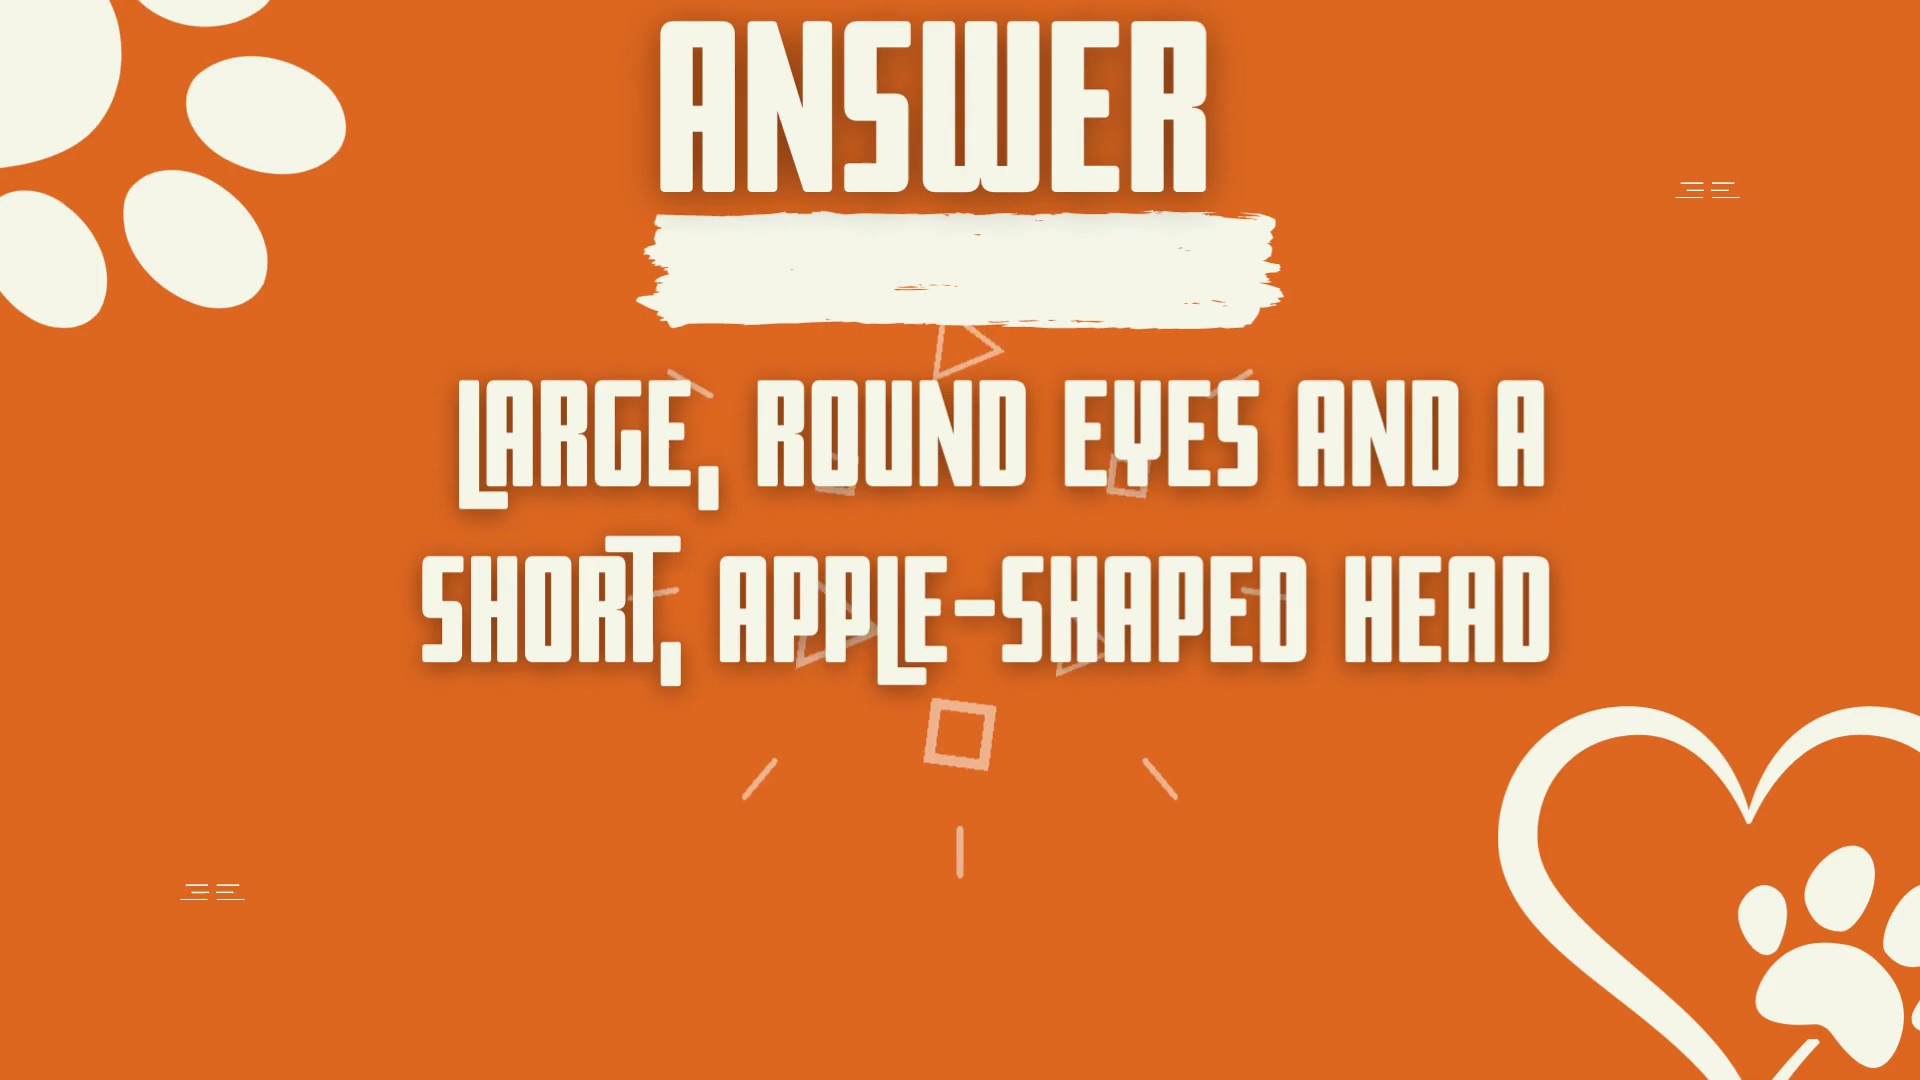 ANSWER
LARGE, ROUND EYES AND A
SHORT, APPLE-SHAPED HEAD